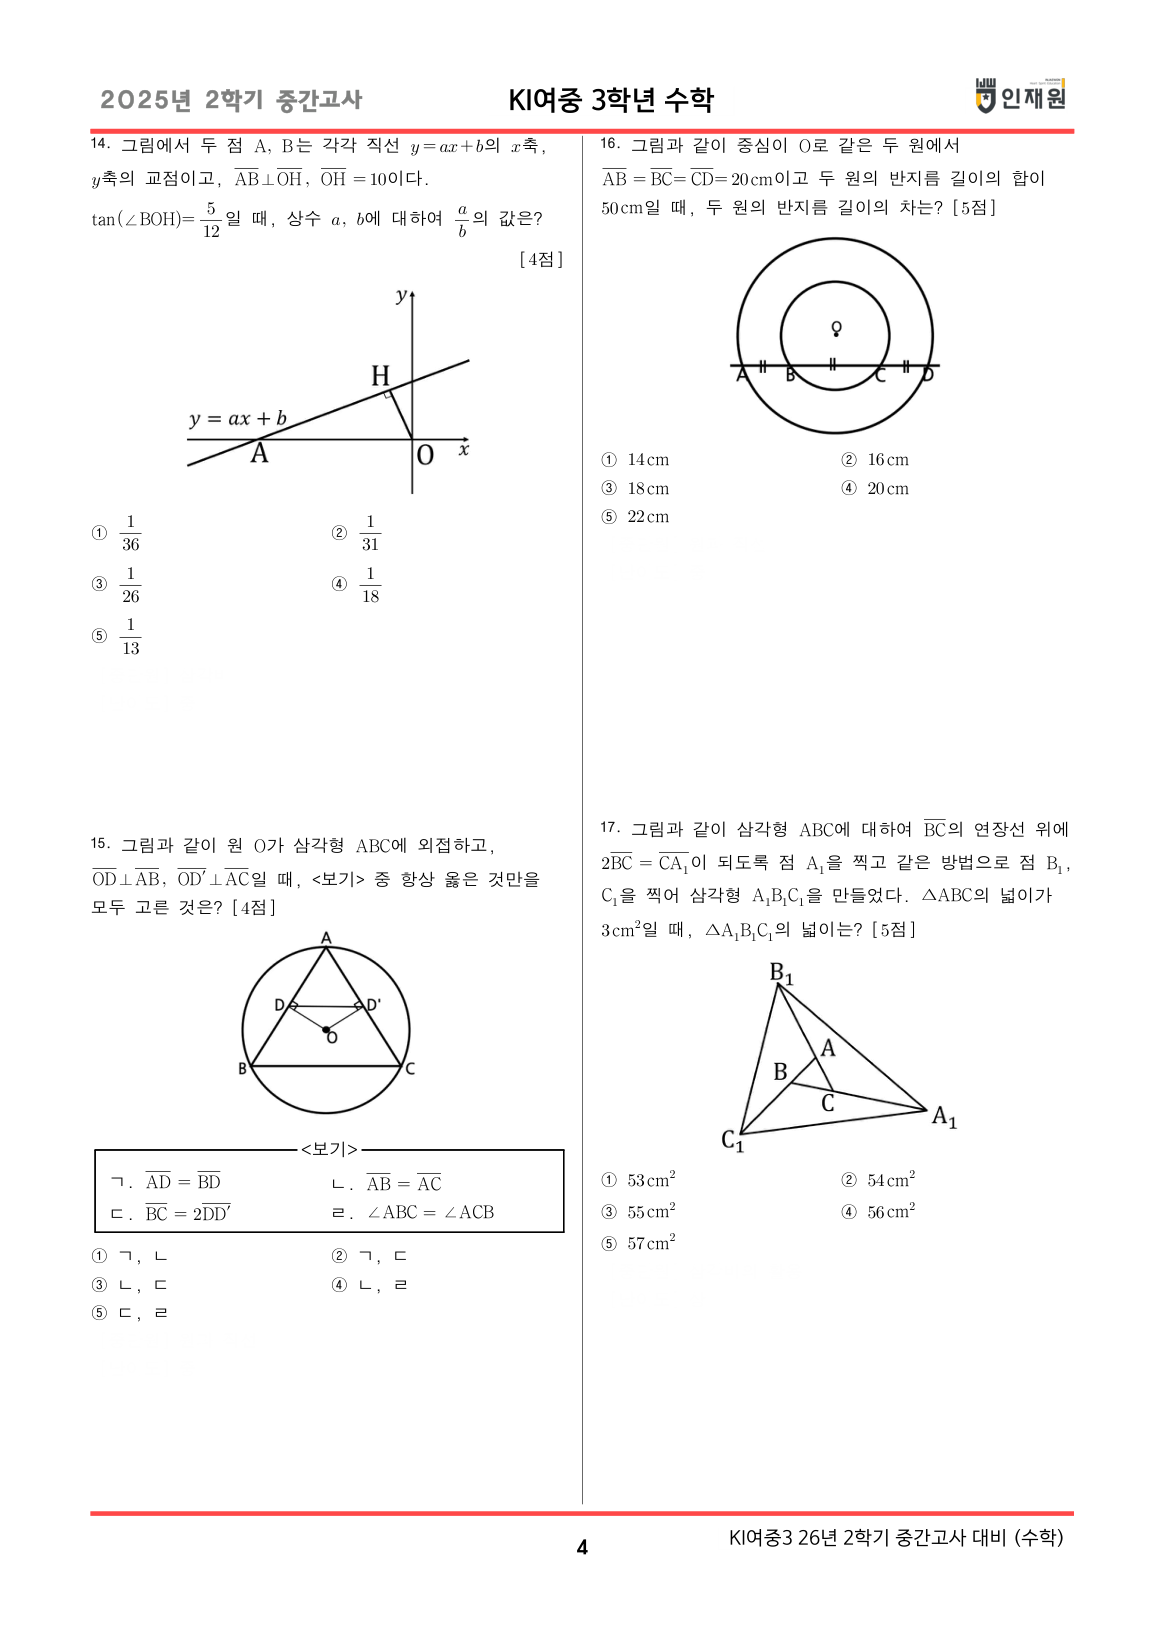 2025년 2학기 중간고사
KI여중 3학년 수학
인재원
14. 그림에서 두 점 A, B는 각각 직선 y=ax+b의 x축,
y축의 교점이고, AB⊥OH, OH=10이다.
tan(∠BOH)=5/12일 때, 상수 a, b에 대하여 a/b의 값은?
[4점]
y
H
y = ax + b
A
O
x
① 1/36
② 1/31
③ 1/26
④ 1/18
⑤ 1/13
15. 그림과 같이 원 O가 삼각형 ABC에 외접하고,
OD⊥AB, OD′⊥AC일 때, <보기> 중 항상 옳은 것만을
모두 고른 것은? [4점]
A
D
D'
O
B
C
<보기>
ㄱ. AD = BD
ㄴ. AB = AC
ㄷ. BC = 2DD′
ㄹ. ∠ABC = ∠ACB
① ㄱ, ㄴ
② ㄱ, ㄷ
③ ㄴ, ㄷ
④ ㄴ, ㄹ
⑤ ㄷ, ㄹ
16. 그림과 같이 중심이 O로 같은 두 원에서
AB = BC = CD = 20cm이고 두 원의 반지름 길이의 합이
50cm일 때, 두 원의 반지름 길이의 차는? [5점]
O
A
B
C
D
① 14cm
② 16cm
③ 18cm
④ 20cm
⑤ 22cm
17. 그림과 같이 삼각형 ABC에 대하여 BC의 연장선 위에
2BC = CA₁이 되도록 점 A₁을 찍고 같은 방법으로 점 B₁,
C₁을 찍어 삼각형 A₁B₁C₁을 만들었다. △ABC의 넓이가
3cm²일 때, △A₁B₁C₁의 넓이는? [5점]
B₁
A
B
C
A₁
C₁
① 53cm²
② 54cm²
③ 55cm²
④ 56cm²
⑤ 57cm²
4
KI여중3 26년 2학기 중간고사 대비 (수학)